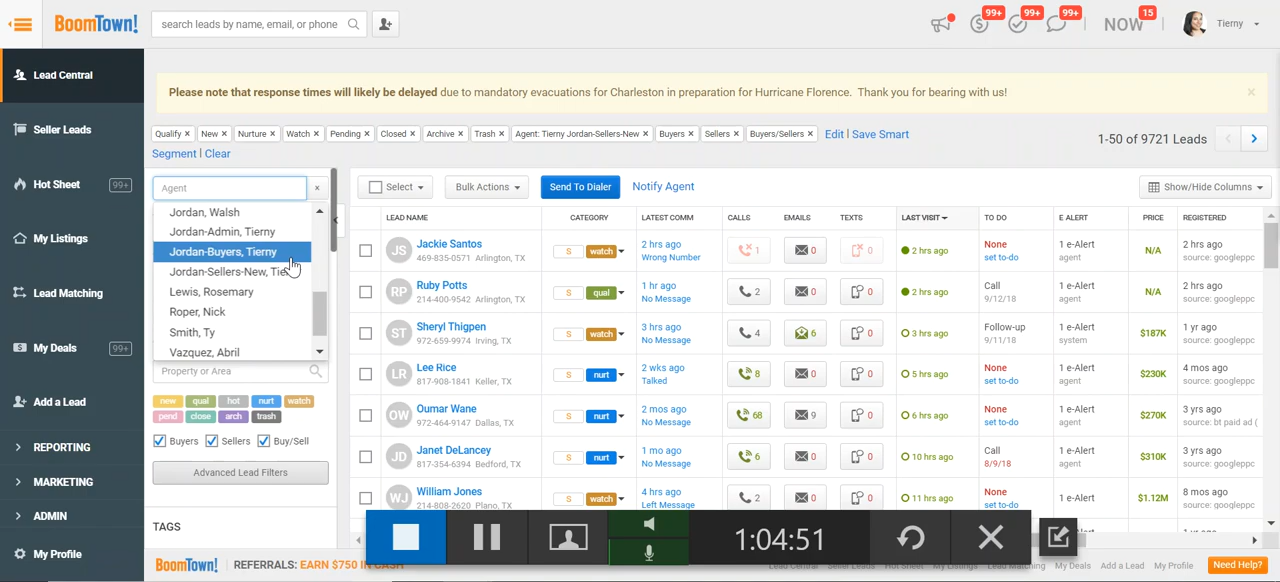 BoomTown!
search leads by name, email, or phone
99+
99+
99+
NOW
15
Tierny
Lead Central
Seller Leads
Hot Sheet 99+
My Listings
Lead Matching
My Deals 99+
Add a Lead
REPORTING
MARKETING
ADMIN
My Profile
Please note that response times will likely be delayed due to mandatory evacuations for Charleston in preparation for Hurricane Florence. Thank you for bearing with us! ×
Qualify × New × Nurture × Watch × Pending × Closed × Archive × Trash × Agent: Tierny Jordan-Sellers-New × Buyers × Sellers × Buyers/Sellers × Edit | Save Smart
Segment | Clear
1-50 of 9721 Leads
Agent ×
Jordan, Walsh
Jordan-Admin, Tierny
Jordan-Buyers, Tierny
Jordan-Sellers-New, Tie
Lewis, Rosemary
Roper, Nick
Smith, Ty
Vazquez, Abril
Property or Area
new qual hot nurt watch
pend close arch trash
Buyers Sellers Buy/Sell
Advanced Lead Filters
TAGS
Select Bulk Actions Send To Dialer Notify Agent Show/Hide Columns
LEAD NAME CATEGORY LATEST COMM CALLS EMAILS TEXTS LAST VISIT TO DO E ALERT PRICE REGISTERED
JS Jackie Santos S watch 2 hrs ago 1 0 0 2 hrs ago None 1 e-Alert N/A 2 hrs ago
469-835-0571 Arlington, TX Wrong Number set to-do agent source: googleppc
RP Ruby Potts S qual 1 hr ago 2 0 0 2 hrs ago Call 1 e-Alert N/A 2 hrs ago
214-400-9542 Arlington, TX No Message 9/12/18 agent source: googleppc
ST Sheryl Thigpen S watch 3 hrs ago 4 6 0 3 hrs ago Follow-up 1 e-Alert $187K 1 yr ago
972-659-9974 Irving, TX No Message 9/11/18 system source: googleppc
LR Lee Rice S nurt 2 wks ago 8 0 0 5 hrs ago None 1 e-Alert $230K 4 mos ago
817-908-1841 Keller, TX Talked set to-do agent source: googleppc
OW Oumar Wane S nurt 2 mos ago 68 9 0 6 hrs ago None 1 e-Alert $270K 3 yrs ago
972-464-9147 Dallas, TX No Message set to-do agent source: bt paid ad (
JD Janet DeLancey S nurt 1 mo ago 6 0 0 10 hrs ago Call 1 e-Alert $310K 3 yrs ago
817-354-6394 Bedford, TX No Message 8/9/18 agent source: googleppc
WJ William Jones S watch 4 hrs ago 2 0 0 11 hrs ago None 1 e-Alert $1.12M 8 mos ago
214-808-2620 Plano, TX Left Message set to-do agent source: googleppc
1:04:51
BoomTown! REFERRALS: EARN $750 IN CASH
Lead Central Seller Leads Hot Sheet My Listings Lead Matching My Deals Add a Lead My Profile Need Help?